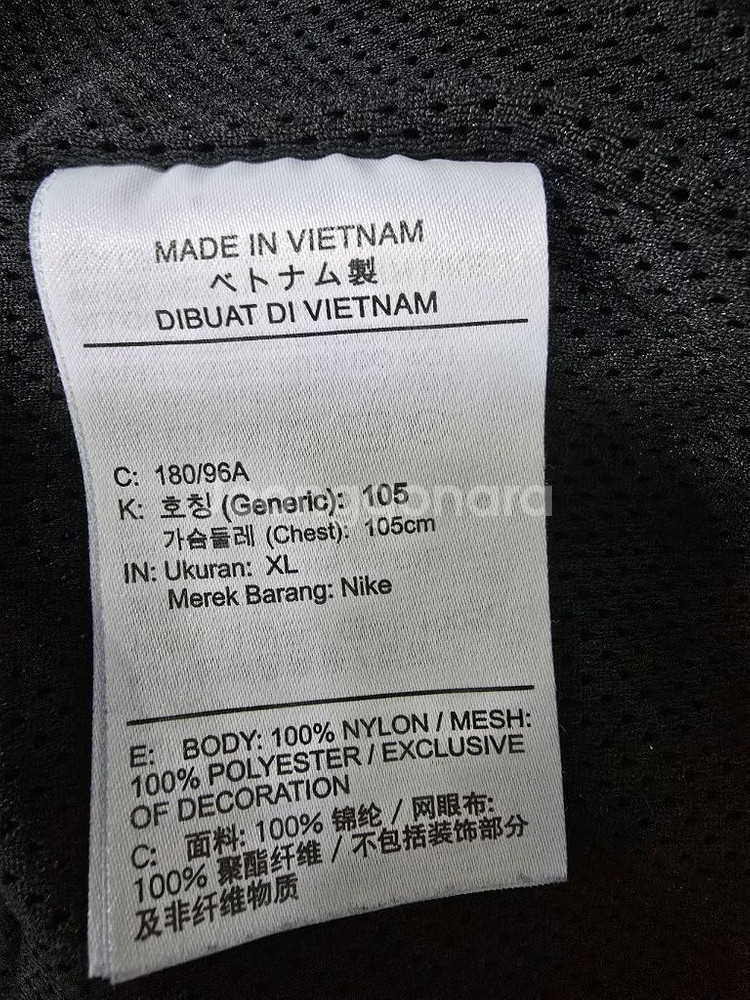 MADE IN VIETNAM
ベトナム製
DIBUAT DI VIETNAM
C: 180/96A
K: 호칭 (Generic): 105
가슴둘레 (Chest): 105cm
IN: Ukuran: XL
Merek Barang: Nike
E: BODY: 100% NYLON / MESH:
100% POLYESTER / EXCLUSIVE
OF DECORATION
C: 面料: 100% 锦纶 / 网眼布:
100% 聚酯纤维 / 不包括装饰部分
及非纤维物质